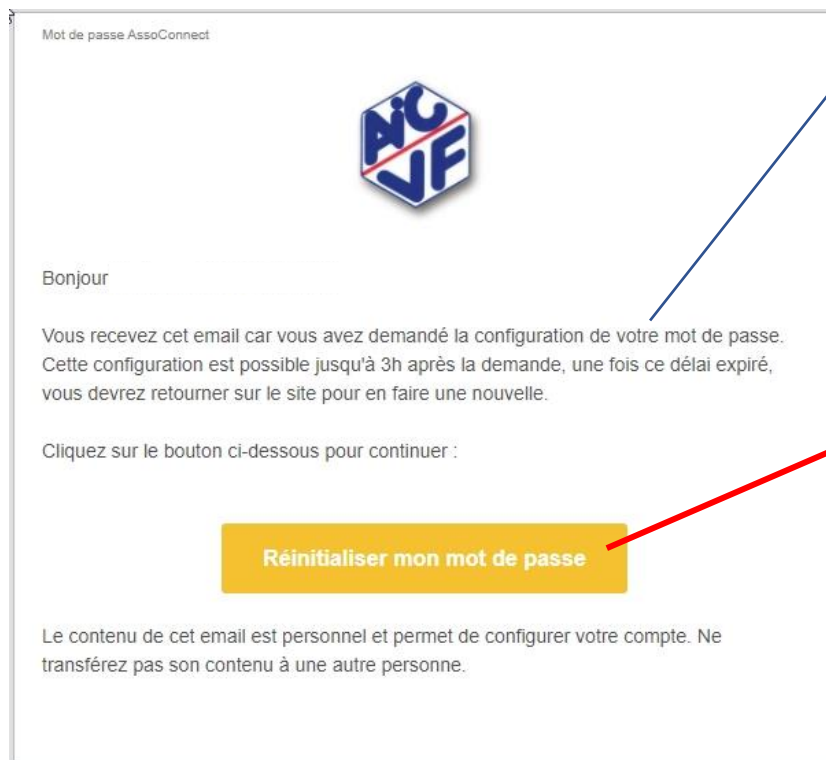 Mot de passe AssoConnect
AiC
VF
Bonjour
Vous recevez cet email car vous avez demandé la configuration de votre mot de passe.
Cette configuration est possible jusqu'à 3h après la demande, une fois ce délai expiré,
vous devrez retourner sur le site pour en faire une nouvelle.
Cliquez sur le bouton ci-dessous pour continuer :
Réinitialiser mon mot de passe
Le contenu de cet email est personnel et permet de configurer votre compte. Ne
transférez pas son contenu à une autre personne.